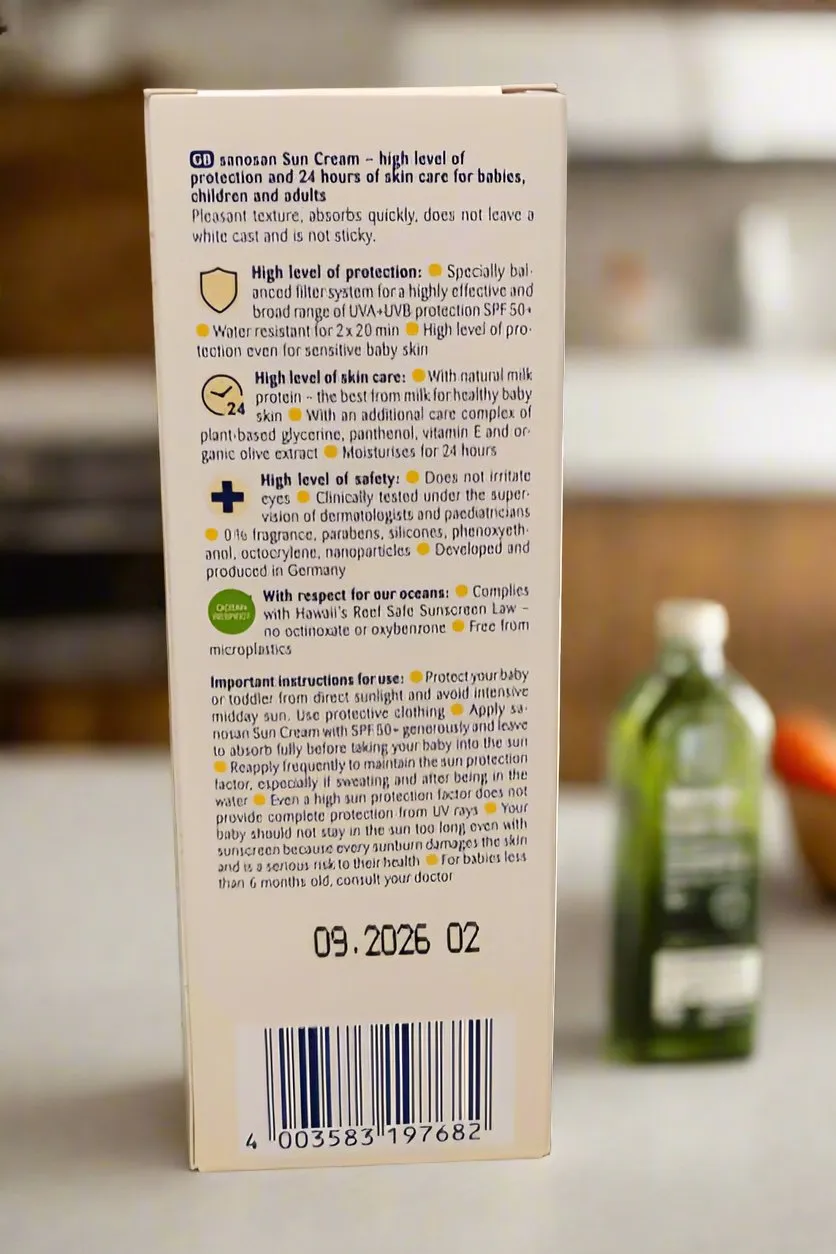 GB sanosan Sun Cream – high level of
protection and 24 hours of skin care for babies,
children and adults
Pleasant texture, absorbs quickly, does not leave a
white cast and is not sticky.
High level of protection: Specially bal-
anced filter system for a highly effective and
broad range of UVA+UVB protection SPF 50+
Water resistant for 2 x 20 min High level of pro-
tection even for sensitive baby skin
24
High level of skin care: With natural milk
protein – the best from milk for healthy baby
skin With an additional care complex of
plant-based glycerine, panthenol, vitamin E and or-
ganic olive extract Moisturises for 24 hours
High level of safety: Does not irritate
eyes Clinically tested under the super-
vision of dermatologists and paediatricians
0 % fragrance, parabens, silicones, phenoxyeth-
anol, octocrylene, nanoparticles Developed and
produced in Germany
OCEAN
RESPECT
With respect for our oceans: Complies
with Hawaii's Reef Safe Sunscreen Law –
no octinoxate or oxybenzone Free from
microplastics
Important instructions for use: Protect your baby
or toddler from direct sunlight and avoid intensive
midday sun. Use protective clothing Apply sa-
nosan Sun Cream with SPF 50+ generously and leave
to absorb fully before taking your baby into the sun
Reapply frequently to maintain the sun protection
factor, especially if sweating and after being in the
water Even a high sun protection factor does not
provide complete protection from UV rays Your
baby should not stay in the sun too long even with
sunscreen because every sunburn damages the skin
and is a serious risk to their health For babies less
than 6 months old, consult your doctor
09.2026 02
4 003583 197682